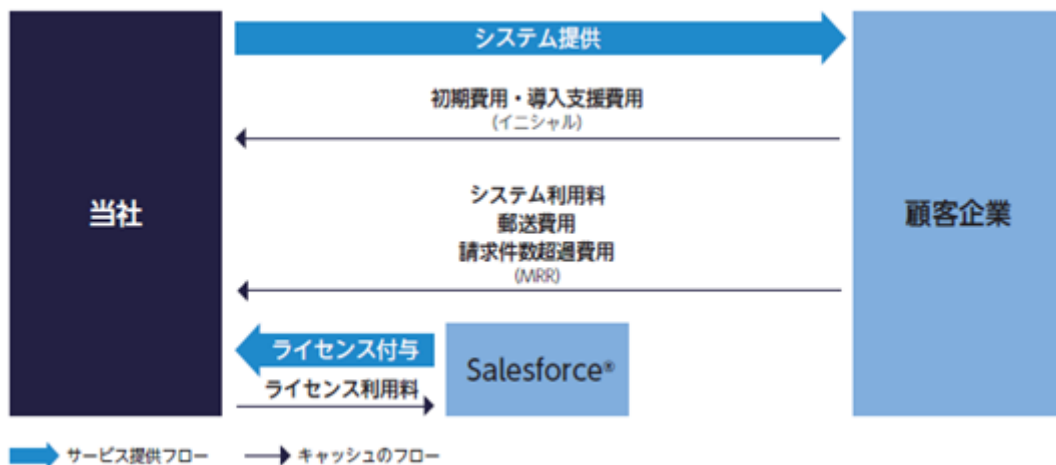 システム提供
初期費用・導入支援費用
(イニシャル)
当社
システム利用料
郵送費用
請求件数超過費用
(MRR)
顧客企業
ライセンス付与
ライセンス利用料
Salesforce®
サービス提供フロー
キャッシュのフロー